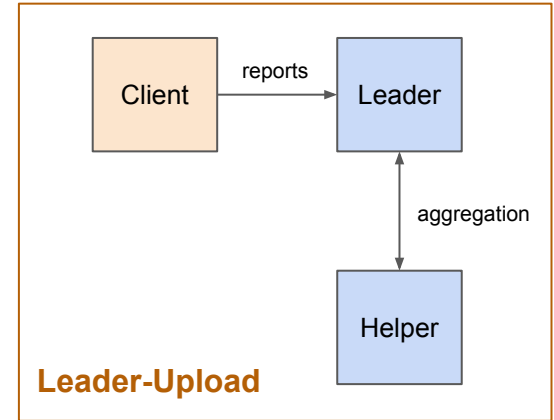 reports
Client
Leader
aggregation
Helper
Leader-Upload